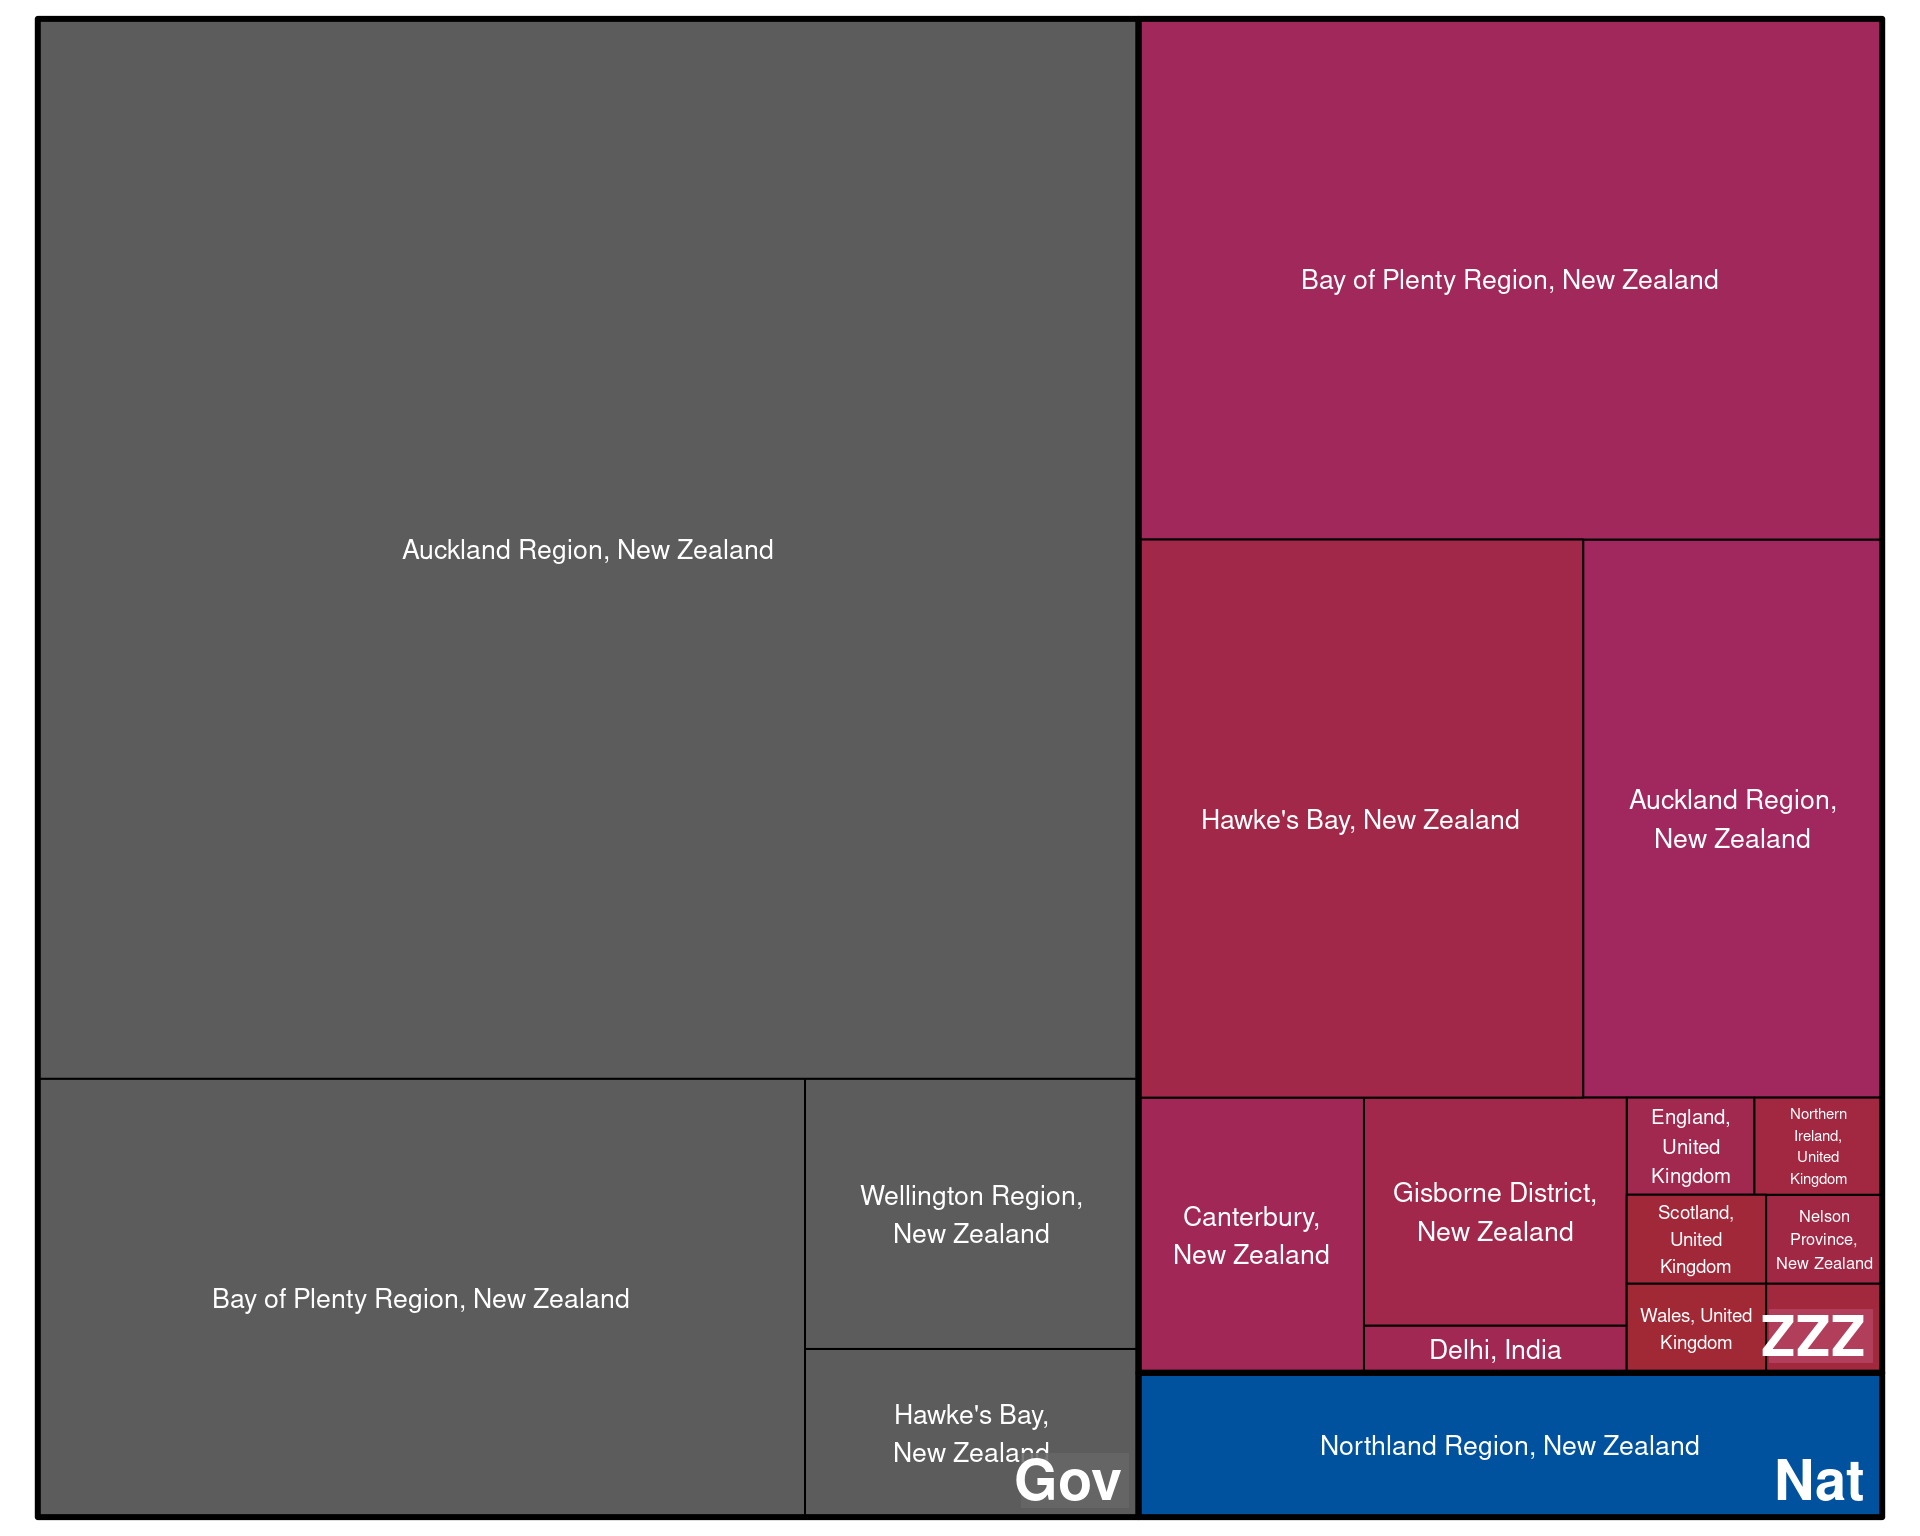 Auckland Region, New Zealand
Bay of Plenty Region, New Zealand
Wellington Region,
New Zealand
Hawke's Bay,
New Zealand
Gov
Bay of Plenty Region, New Zealand
Hawke's Bay, New Zealand
Auckland Region,
New Zealand
Canterbury,
New Zealand
Gisborne District,
New Zealand
Delhi, India
England,
United
Kingdom
Northern
Ireland,
United
Kingdom
Scotland,
United
Kingdom
Nelson
Province,
New Zealand
Wales, United
Kingdom
ZZZ
Northland Region, New Zealand
Nat